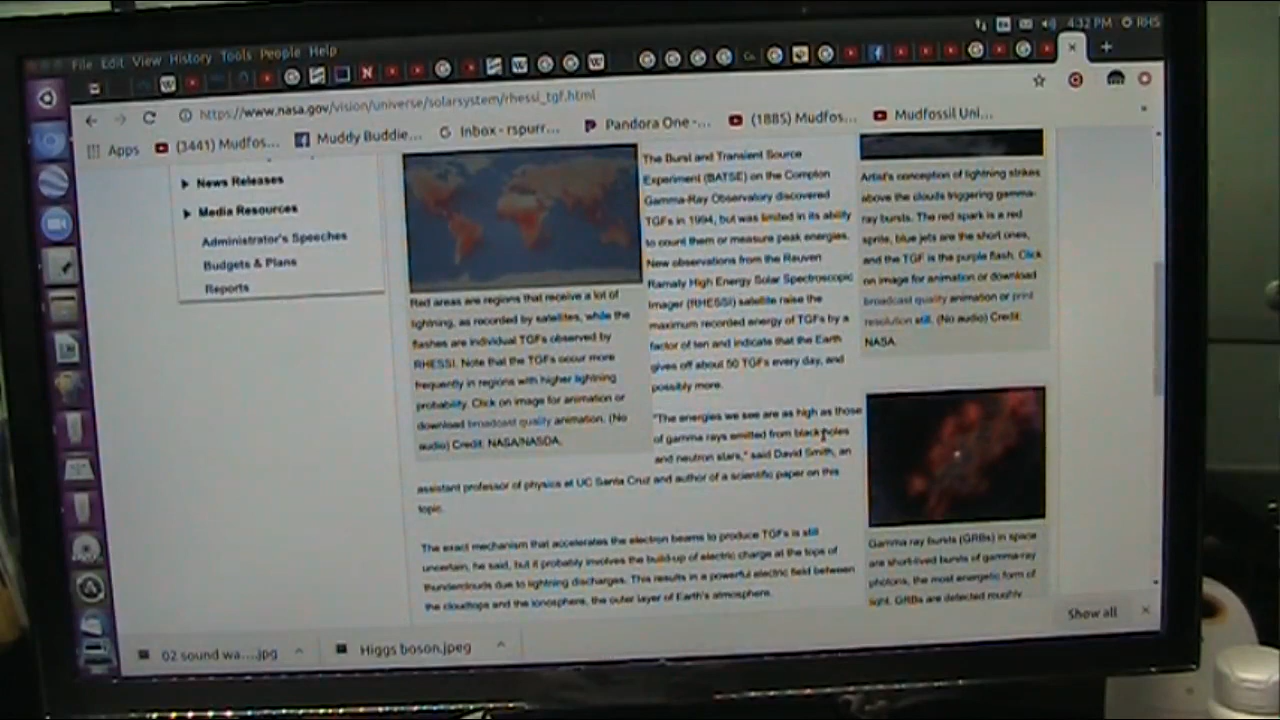 4:32 PM RHS
File Edit View History Tools People Help
https://www.nasa.gov/vision/universe/solarsystem/rhessi_tgf.html
Apps (3441) Mudfos... Muddy Buddie... Inbox - rspurr... Pandora One -... (1885) Mudfos... Mudfossil Uni...
News Releases
Media Resources
Administrator's Speeches
Budgets & Plans
Reports
Red areas are regions that receive a lot of
lightning, as recorded by satellites, while the
flashes are individual TGFs observed by
RHESSI. Note that the TGFs occur more
frequently in regions with higher lightning
probability. Click on image for animation or
download broadcast quality animation. (No
audio) Credit: NASA/NASDA.
The Burst and Transient Source
Experiment (BATSE) on the Compton
Gamma-Ray Observatory discovered
TGFs in 1994, but was limited in its ability
to count them or measure peak energies.
New observations from the Reuven
Ramaty High Energy Solar Spectroscopic
Imager (RHESSI) satellite raise the
maximum recorded energy of TGFs by a
factor of ten and indicate that the Earth
gives off about 50 TGFs every day, and
possibly more.
"The energies we see are as high as those
of gamma rays emitted from black holes
and neutron stars," said David Smith, an
assistant professor of physics at UC Santa Cruz and author of a scientific paper on this
topic.
The exact mechanism that accelerates the electron beams to produce TGFs is still
uncertain, he said, but it probably involves the build-up of electric charge at the tops of
thunderclouds due to lightning discharges. This results in a powerful electric field between
the cloudtops and the ionosphere, the outer layer of Earth's atmosphere.
Artist's conception of lightning strikes
above the clouds triggering gamma-
ray bursts. The red spark is a red
sprite, blue jets are the short ones,
and the TGF is the purple flash. Click
on image for animation or download
broadcast quality animation or print
resolution still. (No audio) Credit:
NASA.
Gamma ray bursts (GRBs) in space
are short-lived bursts of gamma-ray
photons, the most energetic form of
light. GRBs are detected roughly
02 sound wa....jpg Higgs boson.jpeg Show all